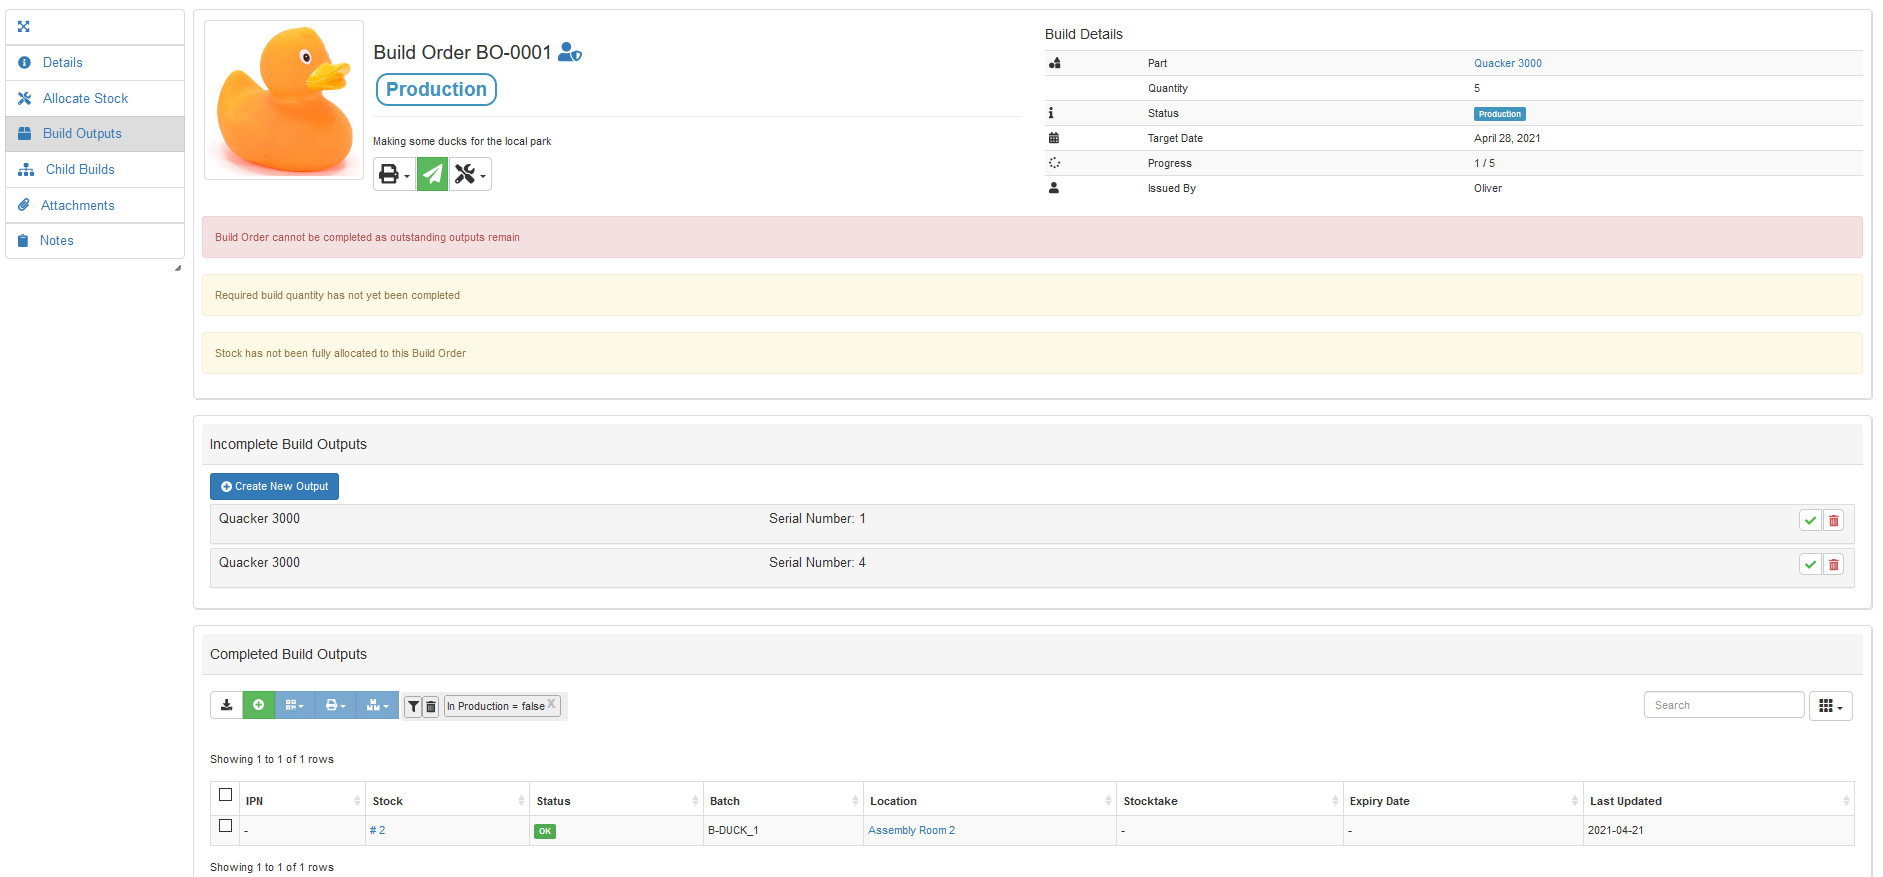 Details
Allocate Stock
Build Outputs
Child Builds
Attachments
Notes
Build Order BO-0001
Production
Making some ducks for the local park
Build Details
Part Quacker 3000
Quantity 5
Status Production
Target Date April 28, 2021
Progress 1 / 5
Issued By Oliver
Build Order cannot be completed as outstanding outputs remain
Required build quantity has not yet been completed
Stock has not been fully allocated to this Build Order
Incomplete Build Outputs
Create New Output
Quacker 3000 Serial Number: 1
Quacker 3000 Serial Number: 4
Completed Build Outputs
In Production = false X Search
Showing 1 to 1 of 1 rows
IPN Stock Status Batch Location Stocktake Expiry Date Last Updated
- # 2 OK B-DUCK_1 Assembly Room 2 - - 2021-04-21
Showing 1 to 1 of 1 rows